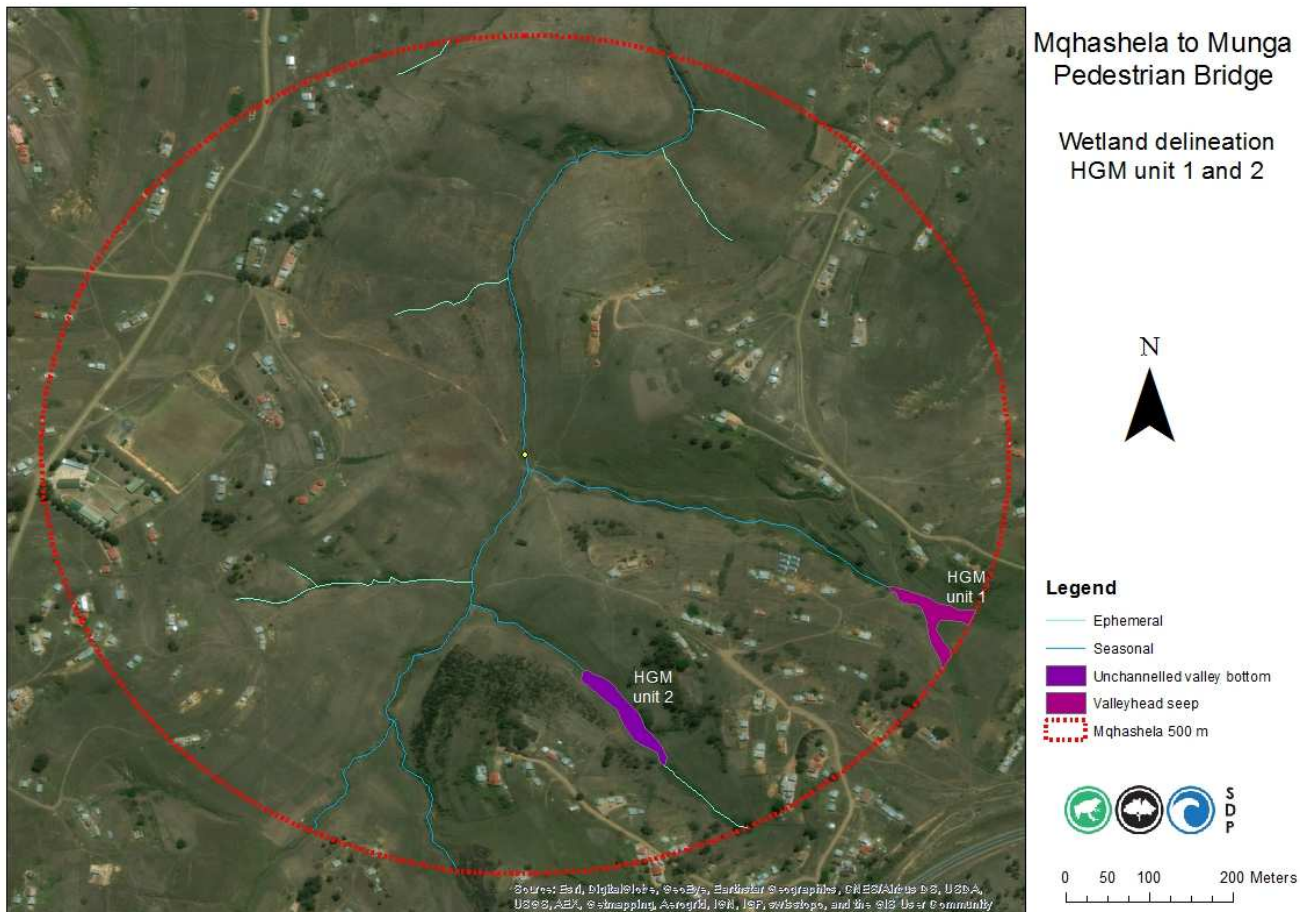 Mqhashela to Munga
Pedestrian Bridge
Wetland delineation
HGM unit 1 and 2
N
HGM
unit 1
HGM
unit 2
Legend
Ephemeral
Seasonal
Unchannelled valley bottom
Valleyhead seep
Mqhashela 500 m
S
D
P
0 50 100 200 Meters
Source: Esri, DigitalGlobe, GeoEye, Earthstar Geographics, CNES/Airbus DS, USDA,
USGS, AEX, Getmapping, Aerogrid, IGN, IGP, swisstopo, and the GIS User Community